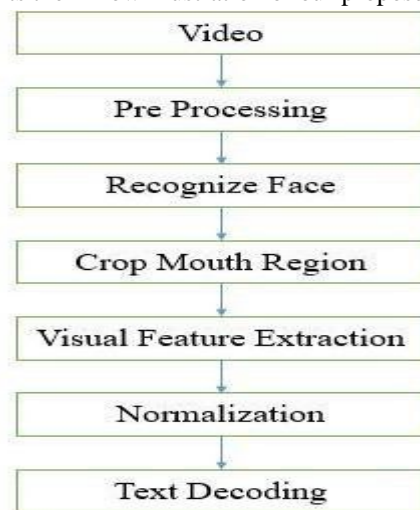 Video
Pre Processing
Recognize Face
Crop Mouth Region
Visual Feature Extraction
Normalization
Text Decoding